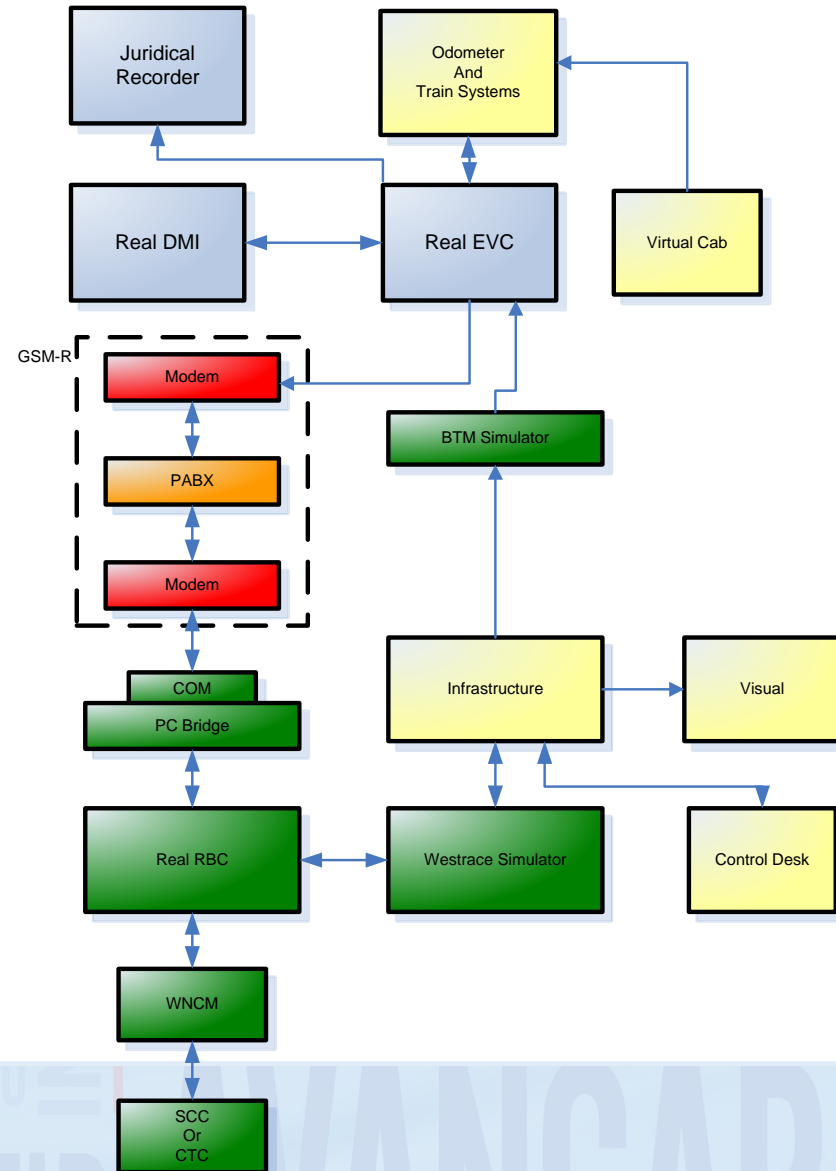 Juridical
Recorder
Odometer
And
Train Systems
Real DMI
Real EVC
Virtual Cab
GSM-R
Modem
BTM Simulator
PABX
Modem
Infrastructure
Visual
COM
PC Bridge
Real RBC
Westrace Simulator
Control Desk
WNCM
SCC
Or
CTC